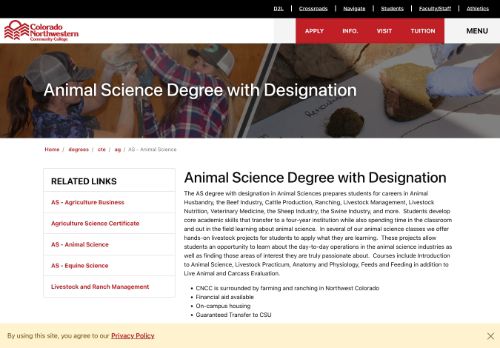 D2L
Crossroads
Navigate
Students
Faculty/Staff
Athletics
Colorado
Northwestern
Community College
APPLY
INFO.
VISIT
TUITION
MENU
Animal Science Degree with Designation
Home / degrees / cte / ag / AS - Animal Science
RELATED LINKS
AS - Agriculture Business
Agriculture Science Certificate
AS - Animal Science
AS - Equine Science
Livestock and Ranch Management
Animal Science Degree with Designation
The AS degree with designation in Animal Sciences prepares students for careers in Animal
Husbandry, the Beef Industry, Cattle Production, Ranching, Livestock Management, Livestock
Nutrition, Veterinary Medicine, the Sheep Industry, the Swine Industry, and more. Students develop
core academic skills that transfer to a four-year institution while also spending time in the classroom
and out in the field learning about animal science. In several of our animal science classes we offer
hands-on livestock projects for students to apply what they are learning. These projects allow
students an opportunity to learn about the day-to-day operations in the animal science industries as
well as finding those areas of interest they are truly passionate about. Courses include Introduction
to Animal Science, Livestock Practicum, Anatomy and Physiology, Feeds and Feeding in addition to
Live Animal and Carcass Evaluation.
• CNCC is surrounded by farming and ranching in Northwest Colorado
• Financial aid available
• On-campus housing
• Guaranteed Transfer to CSU
By using this site, you agree to our Privacy Policy